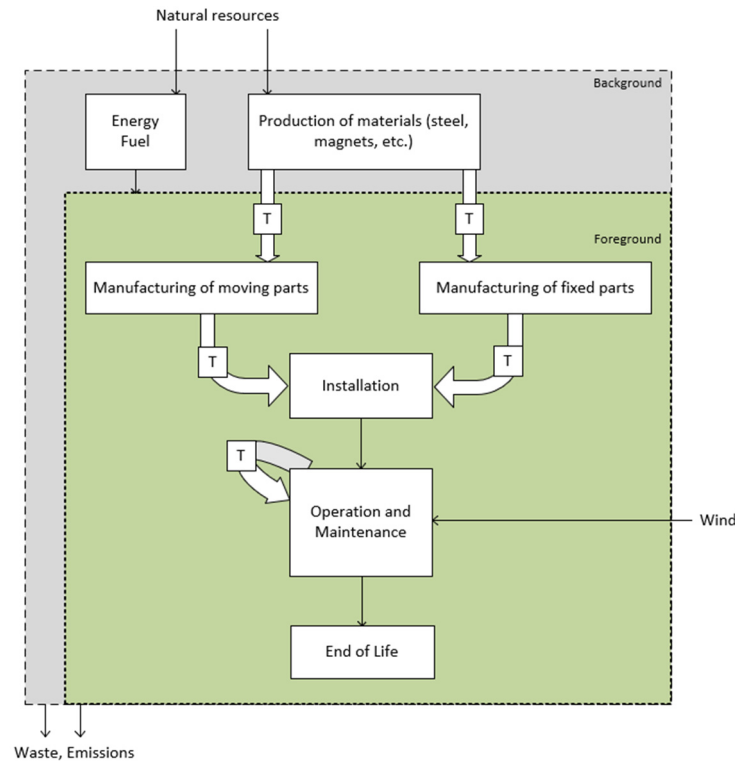 Natural resources
Background
Energy
Fuel
Production of materials (steel,
magnets, etc.)
T
T
Foreground
Manufacturing of moving parts
Manufacturing of fixed parts
T
T
Installation
T
Operation and
Maintenance
Wind
End of Life
Waste, Emissions